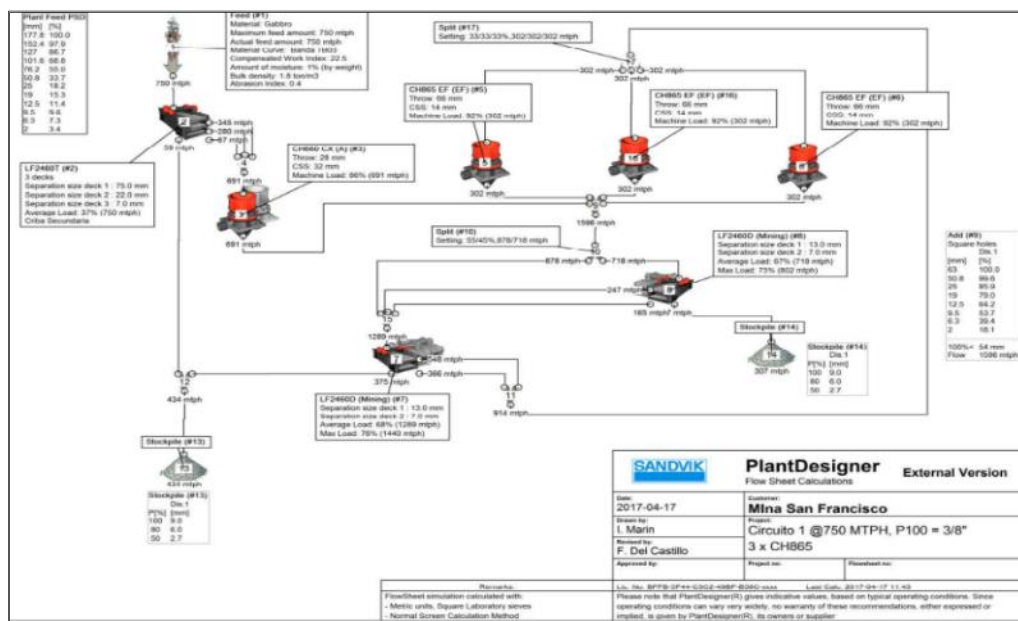 Plant Feed PSD
[mm] [%]
177.8 100.0
152.4 97.9
127 86.7
101.6 68.8
76.2 55.0
50.8 33.7
25 18.2
19 15.3
12.5 11.4
9.5 9.6
6.3 7.3
2 3.4
Feed (#1)
Material: Gabbro
Maximum feed amount: 750 mtph
Actual feed amount: 750 mtph
Compensated Work Index: 22.5
Amount of moisture: 1% (by weight)
Bulk density: 1.8 ton/m3
Abrasion Index: 0.4
750 mtph
2
345 mtph
280 mtph
67 mtph
59 mtph
4
691 mtph
LF2460T (#2)
3 decks
Separation size deck 1 : 75.0 mm
Separation size deck 2 : 22.0 mm
Separation size deck 3 : 7.0 mm
Average Load: 37% (750 mtph)
Criba Secundaria
CH660 CX (A) (#3)
Throw: 28 mm
CSS: 32 mm
Machine Load: 86% (691 mtph)
3
691 mtph
Split (#17)
Setting: 33/33/33%,302/302/302 mtph
302 mtph
302 mtph
302 mtph
CH865 EF (EF) (#5)
Throw: 66 mm
CSS: 14 mm
Machine Load: 92% (302 mtph)
CH865 EF (EF) (#16)
Throw: 66 mm
CSS: 14 mm
Machine Load: 92% (302 mtph)
CH865 EF (EF) (#6)
Throw: 66 mm
CSS: 14 mm
Machine Load: 92% (302 mtph)
5
16
6
302 mtph
302 mtph
302 mtph
9
1596 mtph
Split (#10)
Setting: 55/45%,878/718 mtph
878 mtph
718 mtph
LF2460D (Mining) (#8)
Separation size deck 1 : 13.0 mm
Separation size deck 2 : 7.0 mm
Average Load: 67% (718 mtph)
Max Load: 75% (802 mtph)
247 mtph
8
Add (#9)
Square holes
Dis.1
[mm] [%]
63 100.0
50.8 99.6
25 85.9
19 79.0
12.5 64.2
9.5 53.7
6.3 39.4
2 18.1
100%< 54 mm
Flow 1596 mtph
15
1289 mtph
7
548 mtph
366 mtph
375 mtph
11
914 mtph
Stockpile (#14)
14
307 mtph
Stockpile (#14)
Dis.1
P[%] [mm]
100 9.0
80 6.0
50 2.7
LF2460D (Mining) (#7)
Separation size deck 1 : 13.0 mm
Separation size deck 2 : 7.0 mm
Average Load: 68% (1289 mtph)
Max Load: 76% (1440 mtph)
12
434 mtph
Stockpile (#13)
13
434 mtph
Stockpile (#13)
Dis.1
P[%] [mm]
100 9.0
80 6.0
50 2.7
SANDVIK
PlantDesigner External Version
Flow Sheet Calculations
Date:
2017-04-17
Customer:
MIna San Francisco
Drawn by:
I. Marin
Project:
Circuito 1 @750 MTPH, P100 = 3/8"
3 x CH865
Revised by:
F. Del Castillo
Approved by:
Project no:
Flowsheet no:
Remarks:
FlowSheet simulation calculated with:
- Metric units, Square Laboratory sieves
- Normal Screen Calculation Method
Last Calc. 2017-04-17 11:43
Please note that PlantDesigner(R) gives indicative values, based on typical operating conditions. Since
operating conditions can vary very widely, no warranty of these recommendations, either expressed or
implied, is given by PlantDesigner(R), its owners or supplier